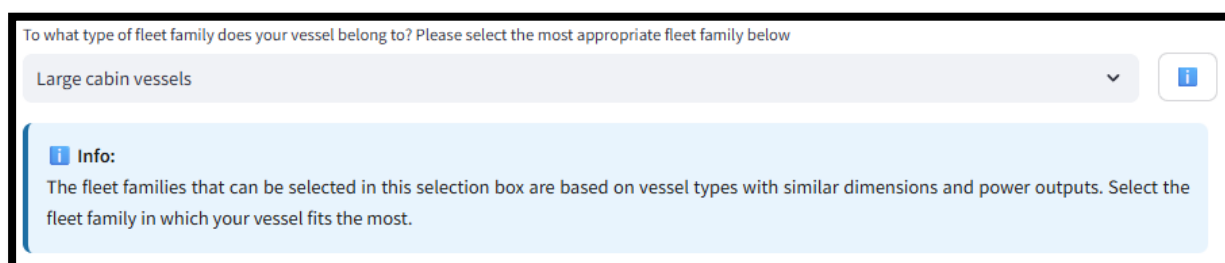 To what type of fleet family does your vessel belong to? Please select the most appropriate fleet family below
Large cabin vessels
i
i Info:
The fleet families that can be selected in this selection box are based on vessel types with similar dimensions and power outputs. Select the
fleet family in which your vessel fits the most.